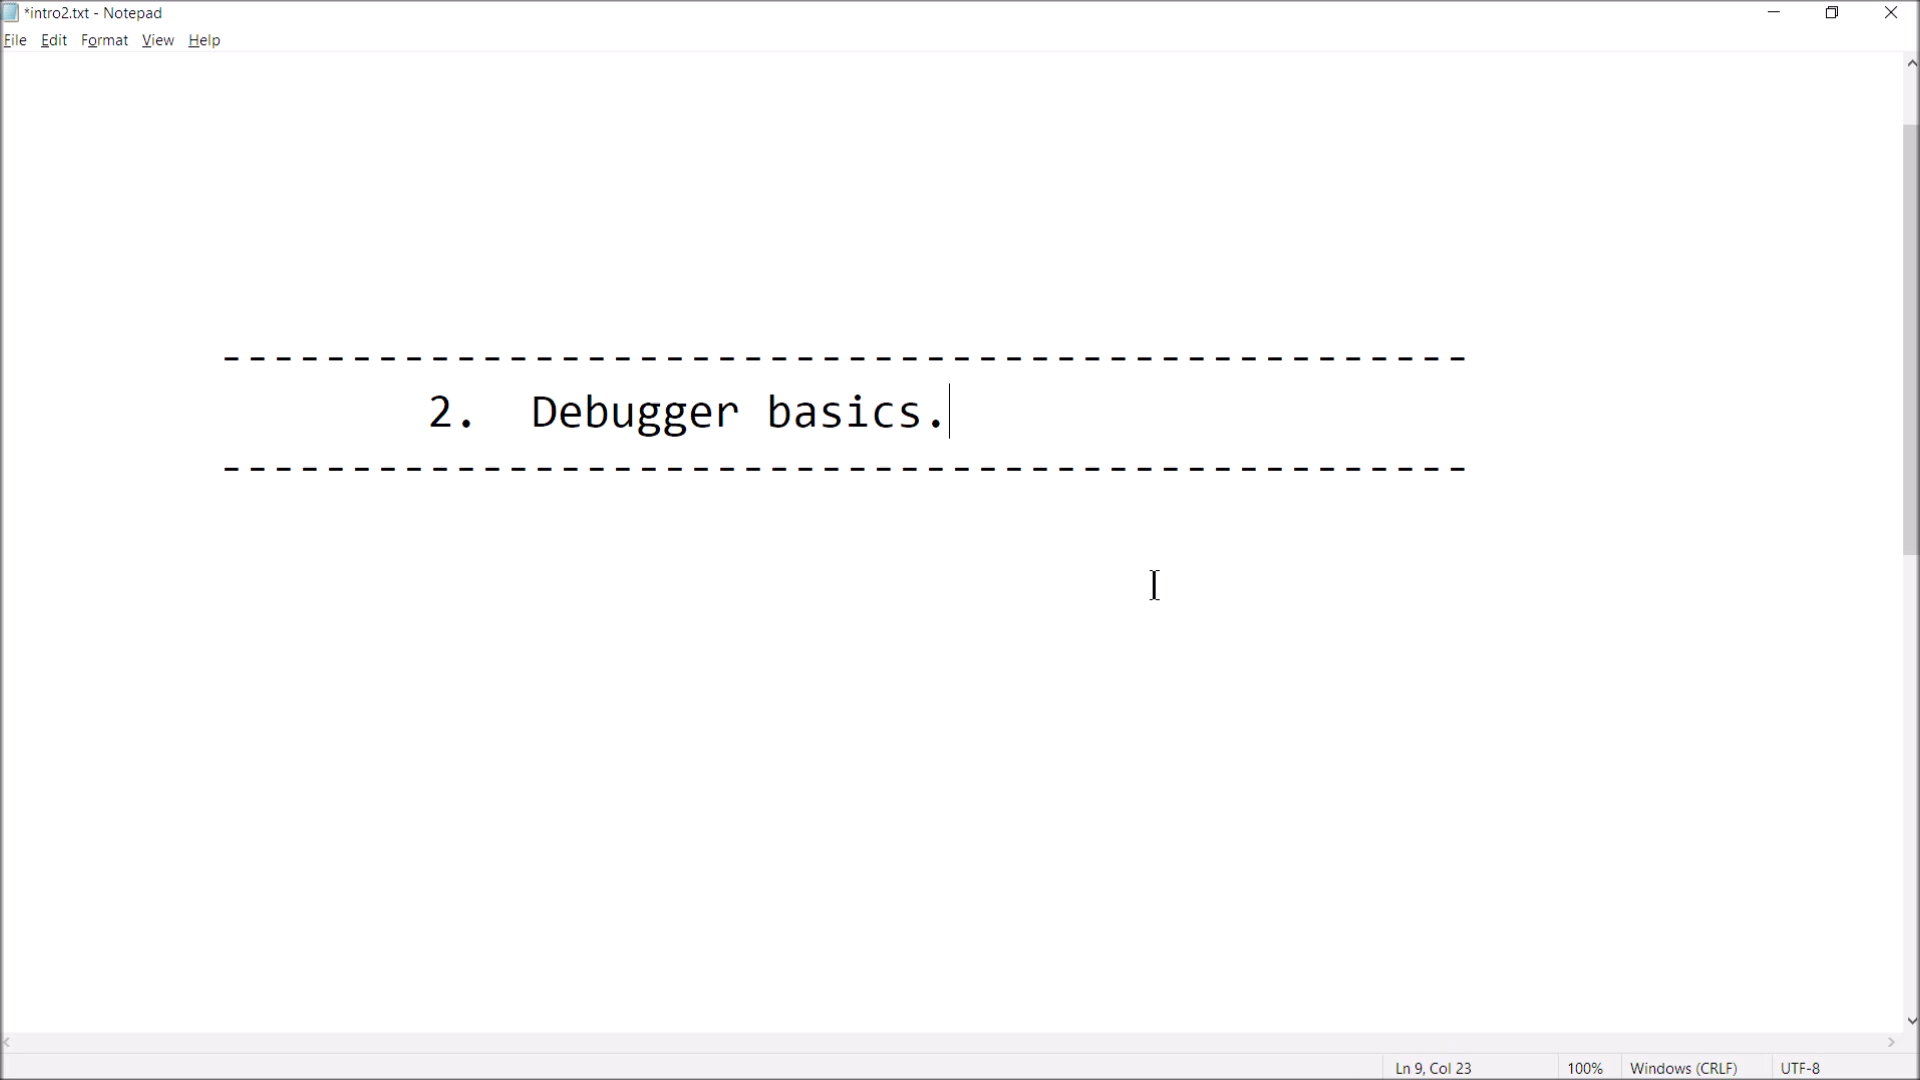 *intro2.txt - Notepad
File Edit Format View Help
------------------------------------------------
2.  Debugger basics.
------------------------------------------------
Ln 9, Col 23 100% Windows (CRLF) UTF-8